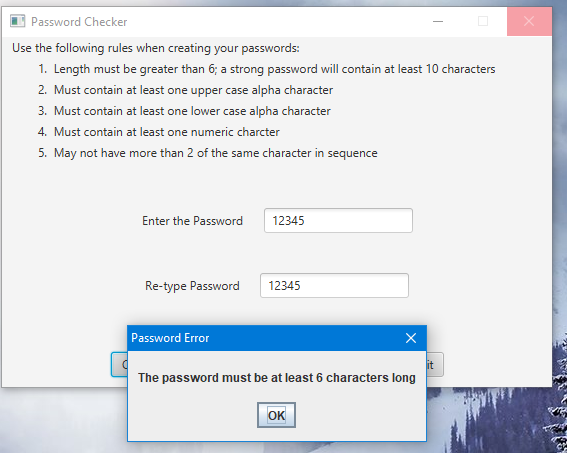 Password Checker
Use the following rules when creating your passwords:
1. Length must be greater than 6; a strong password will contain at least 10 characters
2. Must contain at least one upper case alpha character
3. Must contain at least one lower case alpha character
4. Must contain at least one numeric charcter
5. May not have more than 2 of the same character in sequence
Enter the Password 12345
Re-type Password 12345
Password Error
The password must be at least 6 characters long
OK